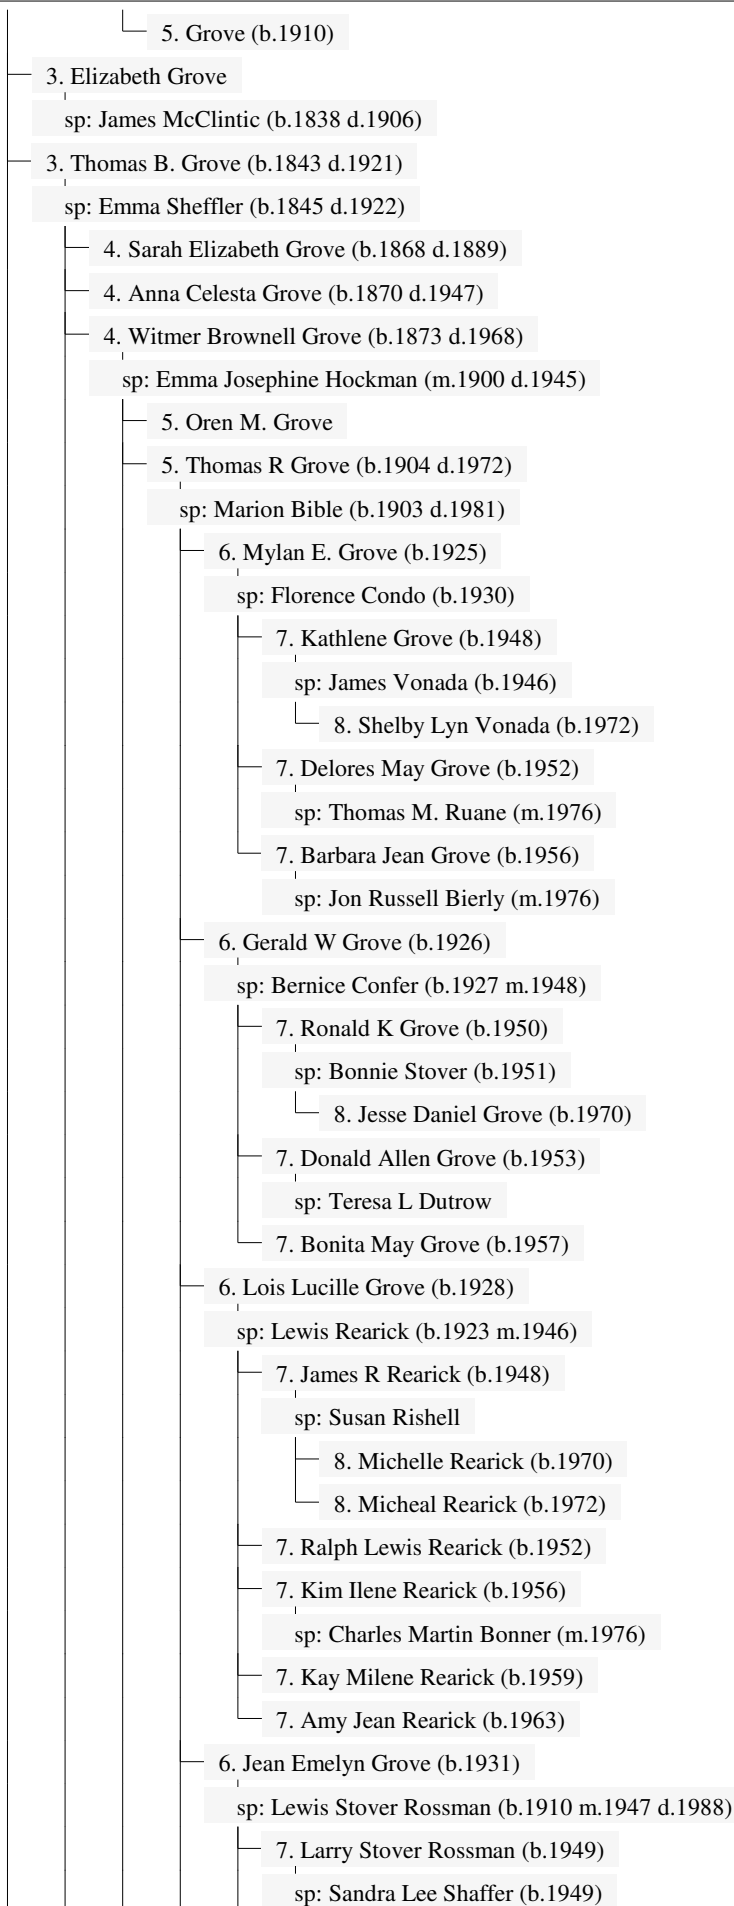 5. Grove (b.1910)
3. Elizabeth Grove
sp: James McClintic (b.1838 d.1906)
3. Thomas B. Grove (b.1843 d.1921)
sp: Emma Sheffler (b.1845 d.1922)
4. Sarah Elizabeth Grove (b.1868 d.1889)
4. Anna Celesta Grove (b.1870 d.1947)
4. Witmer Brownell Grove (b.1873 d.1968)
sp: Emma Josephine Hockman (m.1900 d.1945)
5. Oren M. Grove
5. Thomas R Grove (b.1904 d.1972)
sp: Marion Bible (b.1903 d.1981)
6. Mylan E. Grove (b.1925)
sp: Florence Condo (b.1930)
7. Kathlene Grove (b.1948)
sp: James Vonada (b.1946)
8. Shelby Lyn Vonada (b.1972)
7. Delores May Grove (b.1952)
sp: Thomas M. Ruane (m.1976)
7. Barbara Jean Grove (b.1956)
sp: Jon Russell Bierly (m.1976)
6. Gerald W Grove (b.1926)
sp: Bernice Confer (b.1927 m.1948)
7. Ronald K Grove (b.1950)
sp: Bonnie Stover (b.1951)
8. Jesse Daniel Grove (b.1970)
7. Donald Allen Grove (b.1953)
sp: Teresa L Dutrow
7. Bonita May Grove (b.1957)
6. Lois Lucille Grove (b.1928)
sp: Lewis Rearick (b.1923 m.1946)
7. James R Rearick (b.1948)
sp: Susan Rishell
8. Michelle Rearick (b.1970)
8. Micheal Rearick (b.1972)
7. Ralph Lewis Rearick (b.1952)
7. Kim Ilene Rearick (b.1956)
sp: Charles Martin Bonner (m.1976)
7. Kay Milene Rearick (b.1959)
7. Amy Jean Rearick (b.1963)
6. Jean Emelyn Grove (b.1931)
sp: Lewis Stover Rossman (b.1910 m.1947 d.1988)
7. Larry Stover Rossman (b.1949)
sp: Sandra Lee Shaffer (b.1949)